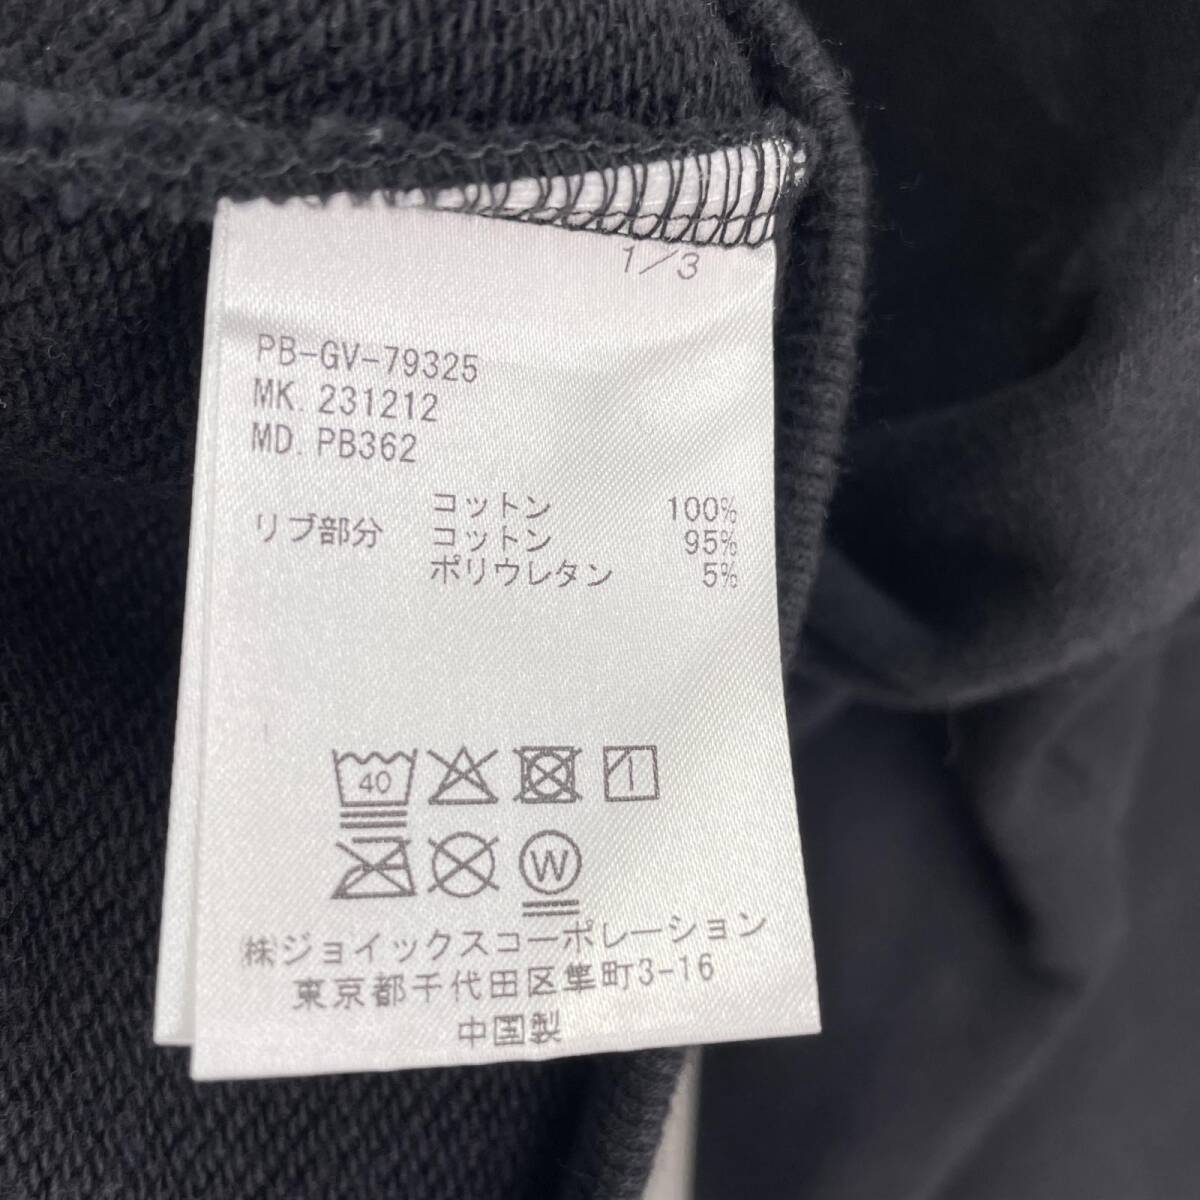 1/3
PB-GV-79325
MK. 231212
MD. PB362
コットン 100%
リブ部分 コットン 95%
ポリウレタン 5%
40
W
㈱ジョイックスコーポレーション
東京都千代田区隼町3-16
中国製